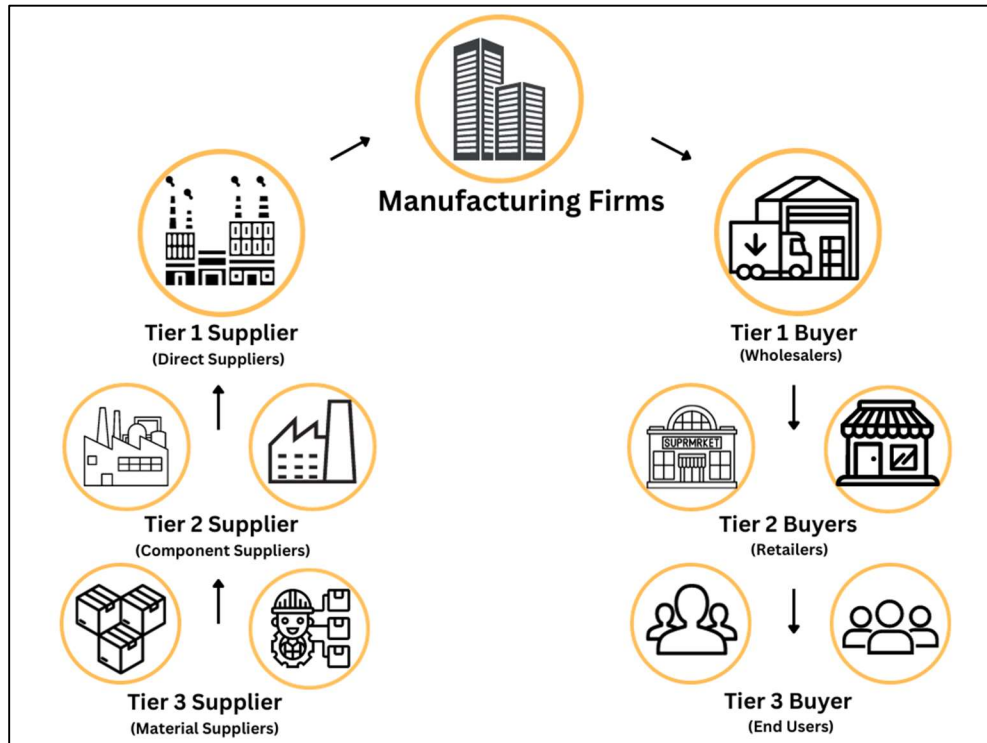 Manufacturing Firms
Tier 1 Supplier
(Direct Suppliers)
Tier 2 Supplier
(Component Suppliers)
Tier 3 Supplier
(Material Suppliers)
Tier 1 Buyer
(Wholesalers)
SUPRMRKET
Tier 2 Buyers
(Retailers)
Tier 3 Buyer
(End Users)